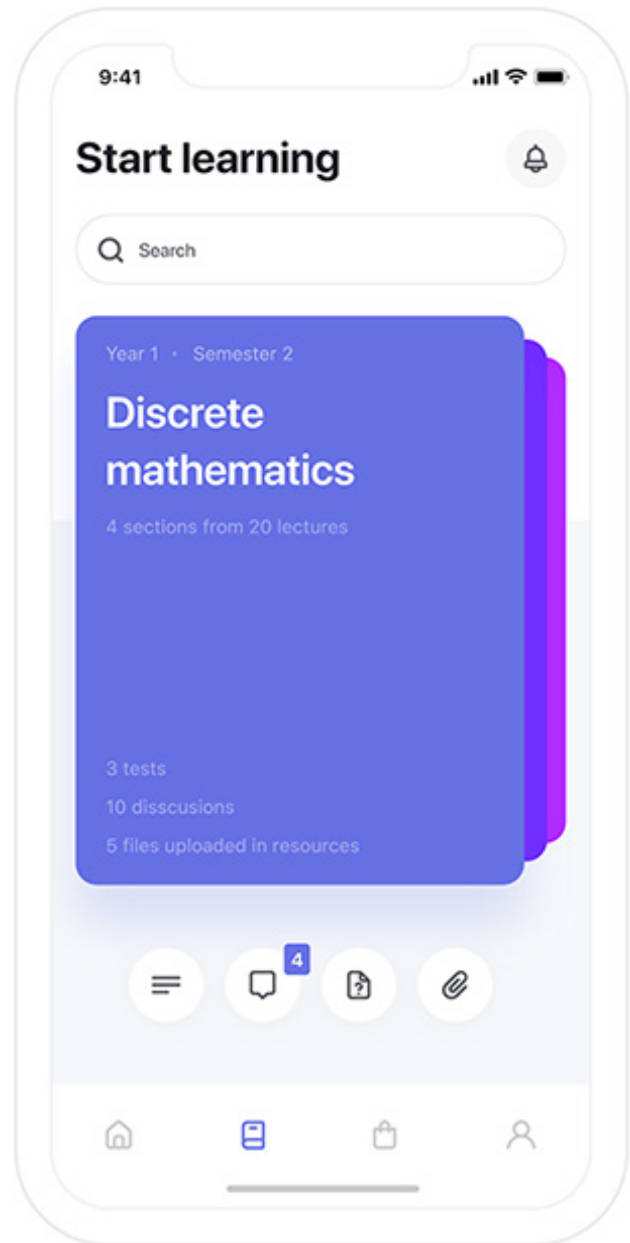 9:41
Start learning
Search
Year 1 • Semester 2
Discrete
mathematics
4 sections from 20 lectures
3 tests
10 disscusions
5 files uploaded in resources
4
?